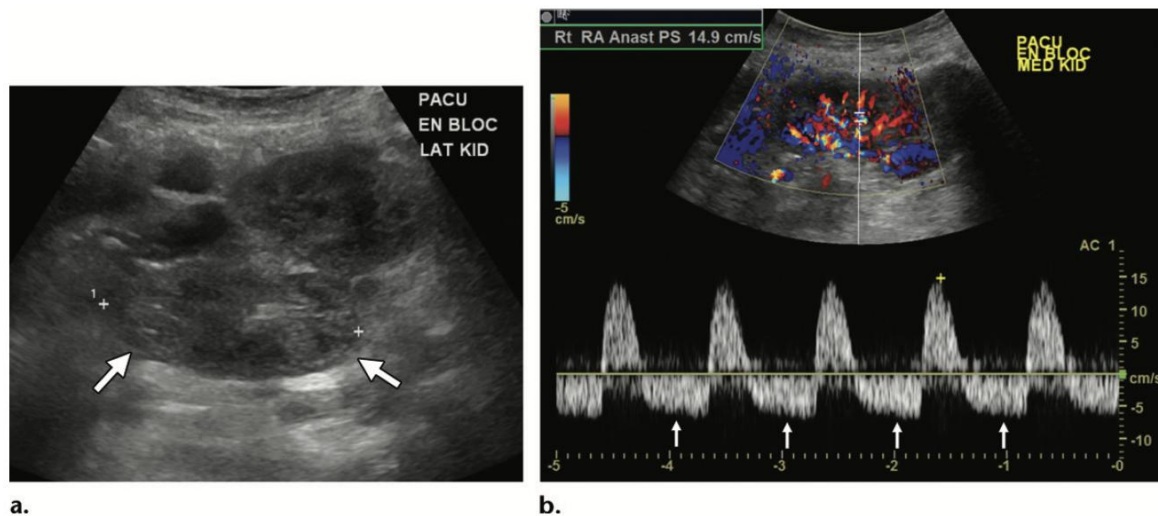 PACU
EN BLOC
LAT KID
1
a.
Rt RA Anast PS 14.9 cm/s
PACU
EN BLOC
MED KID
-5
cm/s
AC 1
15
10
5
cm/s
-5
-10
-5 -4 -3 -2 -1 -0
b.